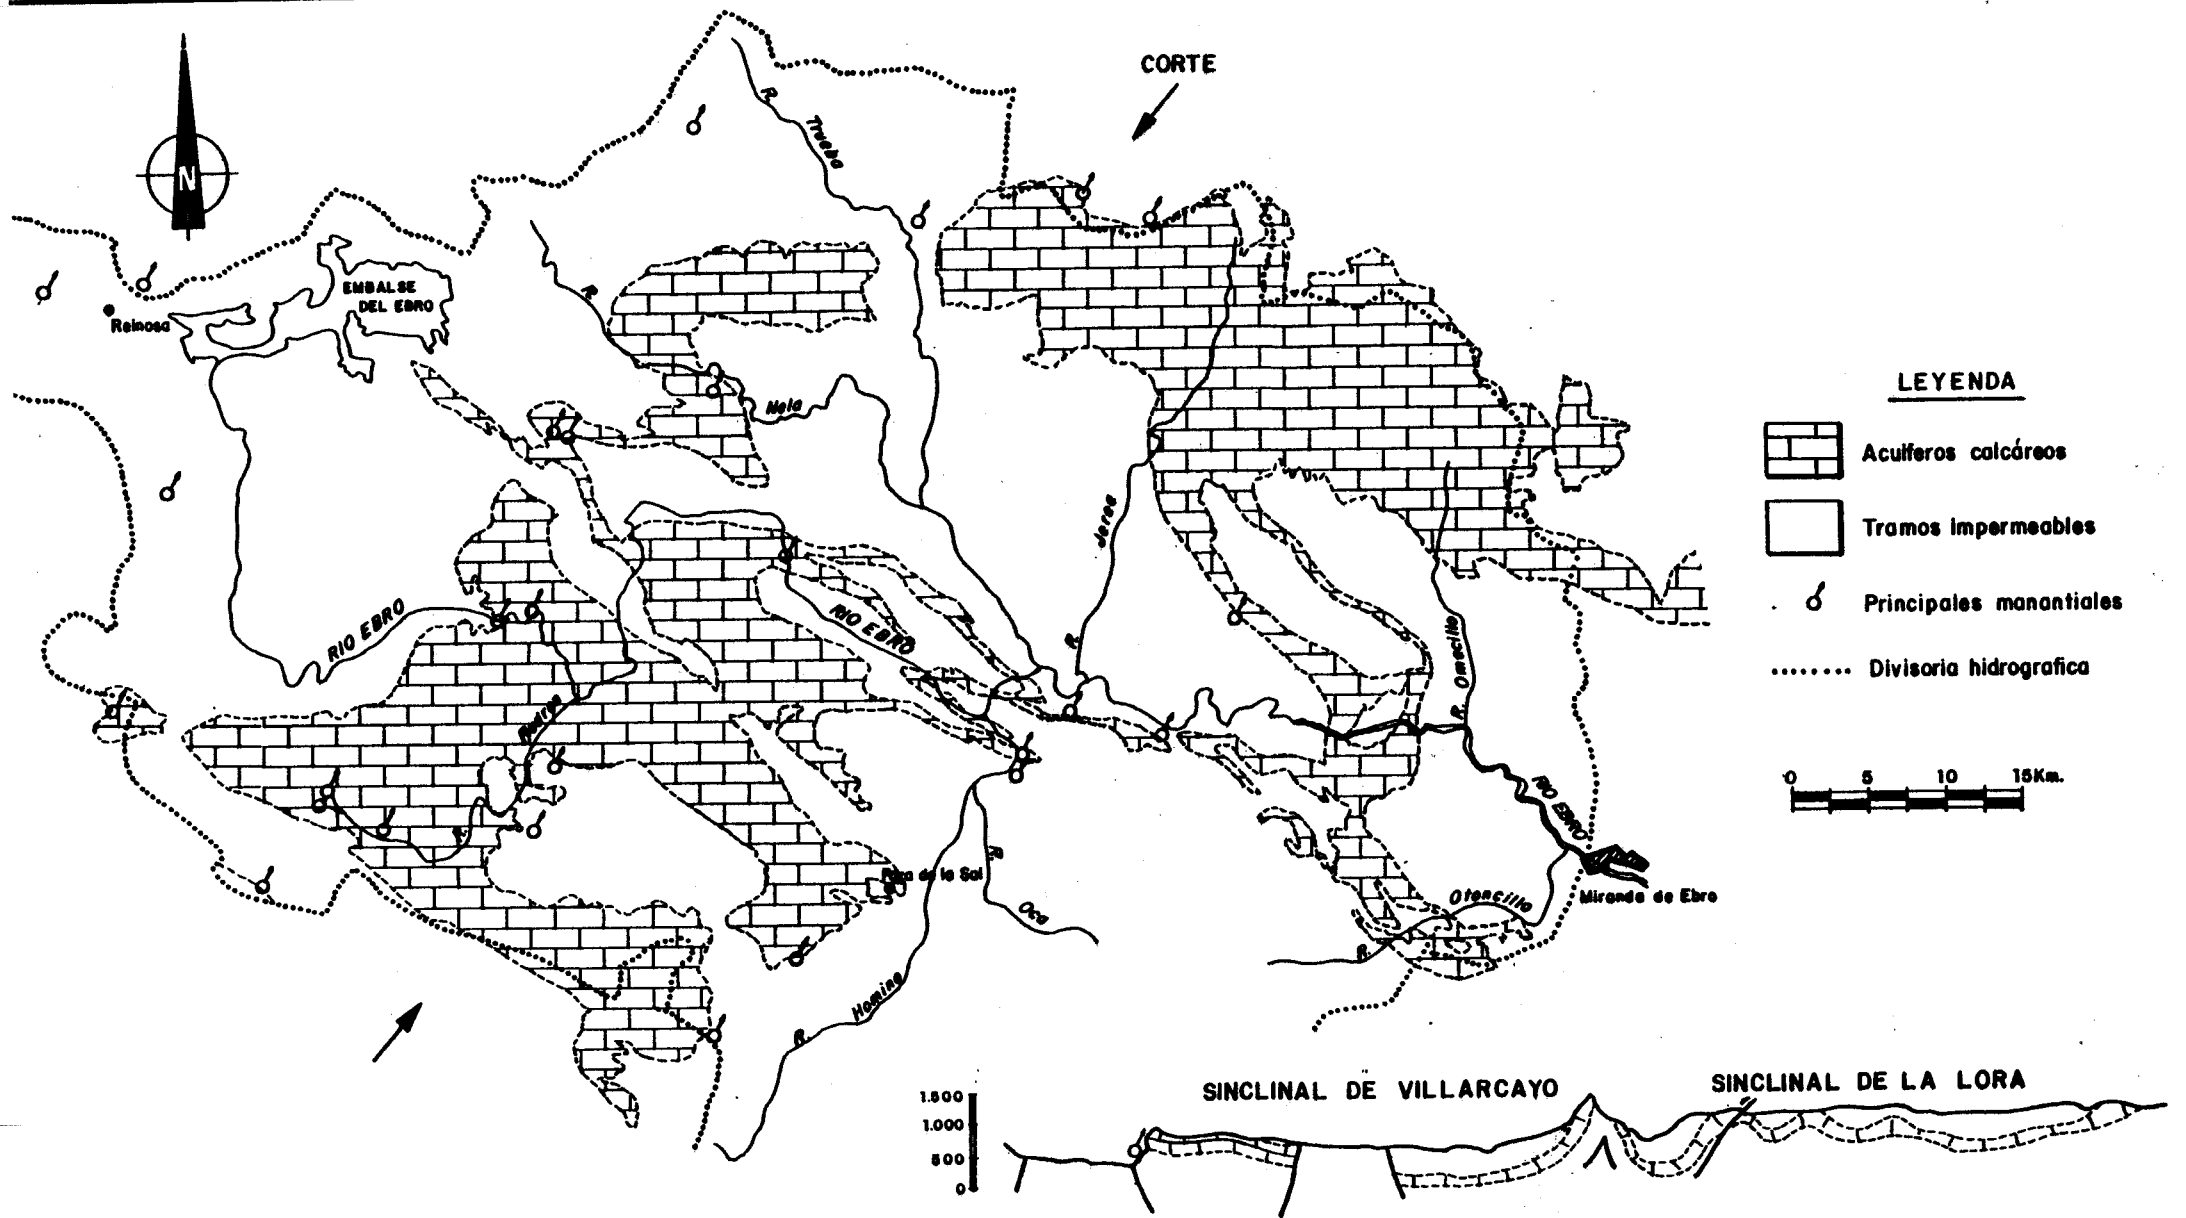 CORTE
R.
Trueba
N
EMBALSE
DEL EBRO
Reinosa
R.
Nela
LEYENDA
Acuíferos calcáreos
Tramos impermeables
Principales manantiales
Divisoria hidrografica
R.
Jerea
RIO EBRO
RIO EBRO
R.
Omecillo
R.
Rudron
0 5 10 15Km.
RIO EBRO
Poza de la Sal
R.
Oca
Miranda de Ebro
R.
Otoncillo
R.
Homino
SINCLINAL DE VILLARCAYO
SINCLINAL DE LA LORA
1.500
1.000
500
0